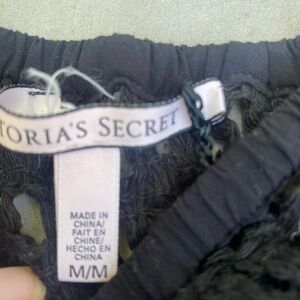 TORIA'S SECRET
MADE IN
CHINA/
FAIT EN
CHINE/
HECHO EN
CHINA
M/M